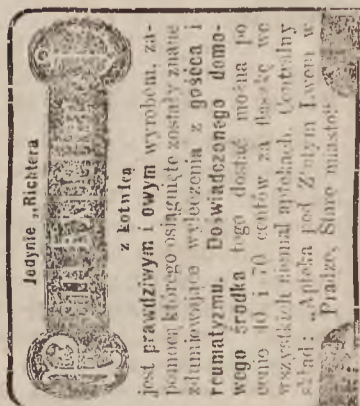 Jedynie „Richtera
z kotwicą
jest prawdziwym i owym wyrobem, za-
pomocą którego osiągnięte zostały znane
zdumiewające wyleczenia z gośćca i
reumatyzmu. Doświadczonego domo-
wego środka tego dostać można po
cenie 40 i 70 centów za flaszkę we
wszystkich niemal aptekach. Centralny
skład: „Apteka pod Złotym Lwem w
Pradze, Stare miasto“